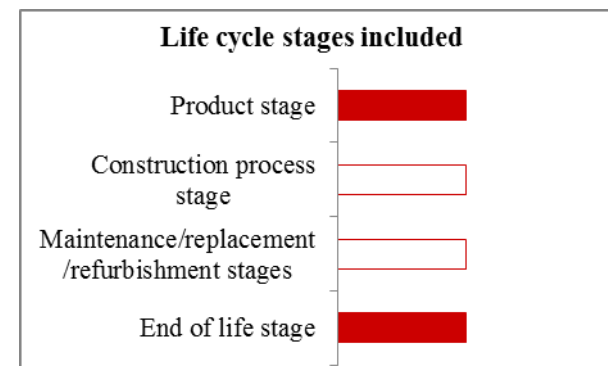 Life cycle stages included
Product stage
Construction process
stage
Maintenance/replacement
/refurbishment stages
End of life stage